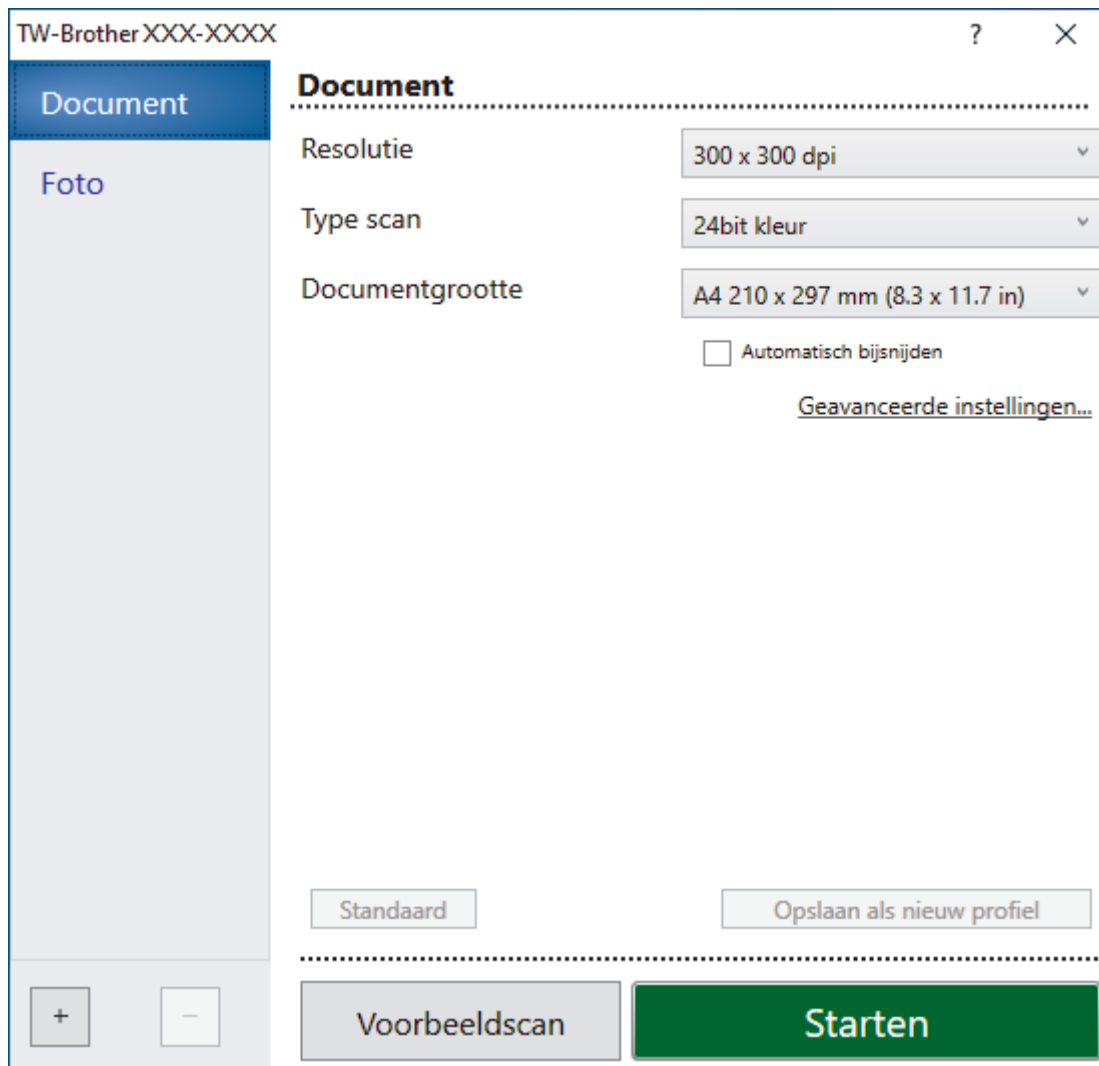 TW-Brother XXX-XXXX ?
Document
Foto
Document
Resolutie 300 x 300 dpi
Type scan 24bit kleur
Documentgrootte A4 210 x 297 mm (8.3 x 11.7 in)
Automatisch bijsnijden
Geavanceerde instellingen...
Standaard Opslaan als nieuw profiel
+ − Voorbeeldscan Starten